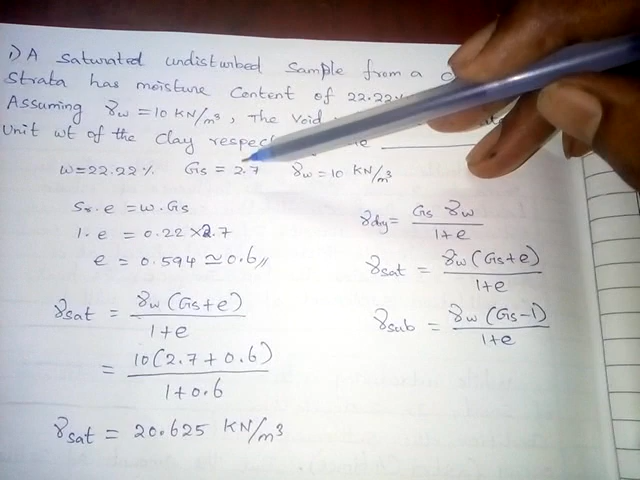 1) A saturated undisturbed sample from a
Strata has moisture content of 22.22%
Assuming γw = 10 KN/m³, The Void
Unit wt of the clay
w = 22.22% Gs = 2.7 γw = 10 KN/m³
Sr.e = w.Gs
1.e = 0.22 × 2.7
e = 0.594 ≃ 0.6//
γsat = γw (Gs+e) / 1+e
= 10(2.7+0.6) / 1+0.6
γsat = 20.625 KN/m³
γdry = Gs γw / 1+e
γsat = γw (Gs+e) / 1+e
γsub = γw (Gs-1) / 1+e